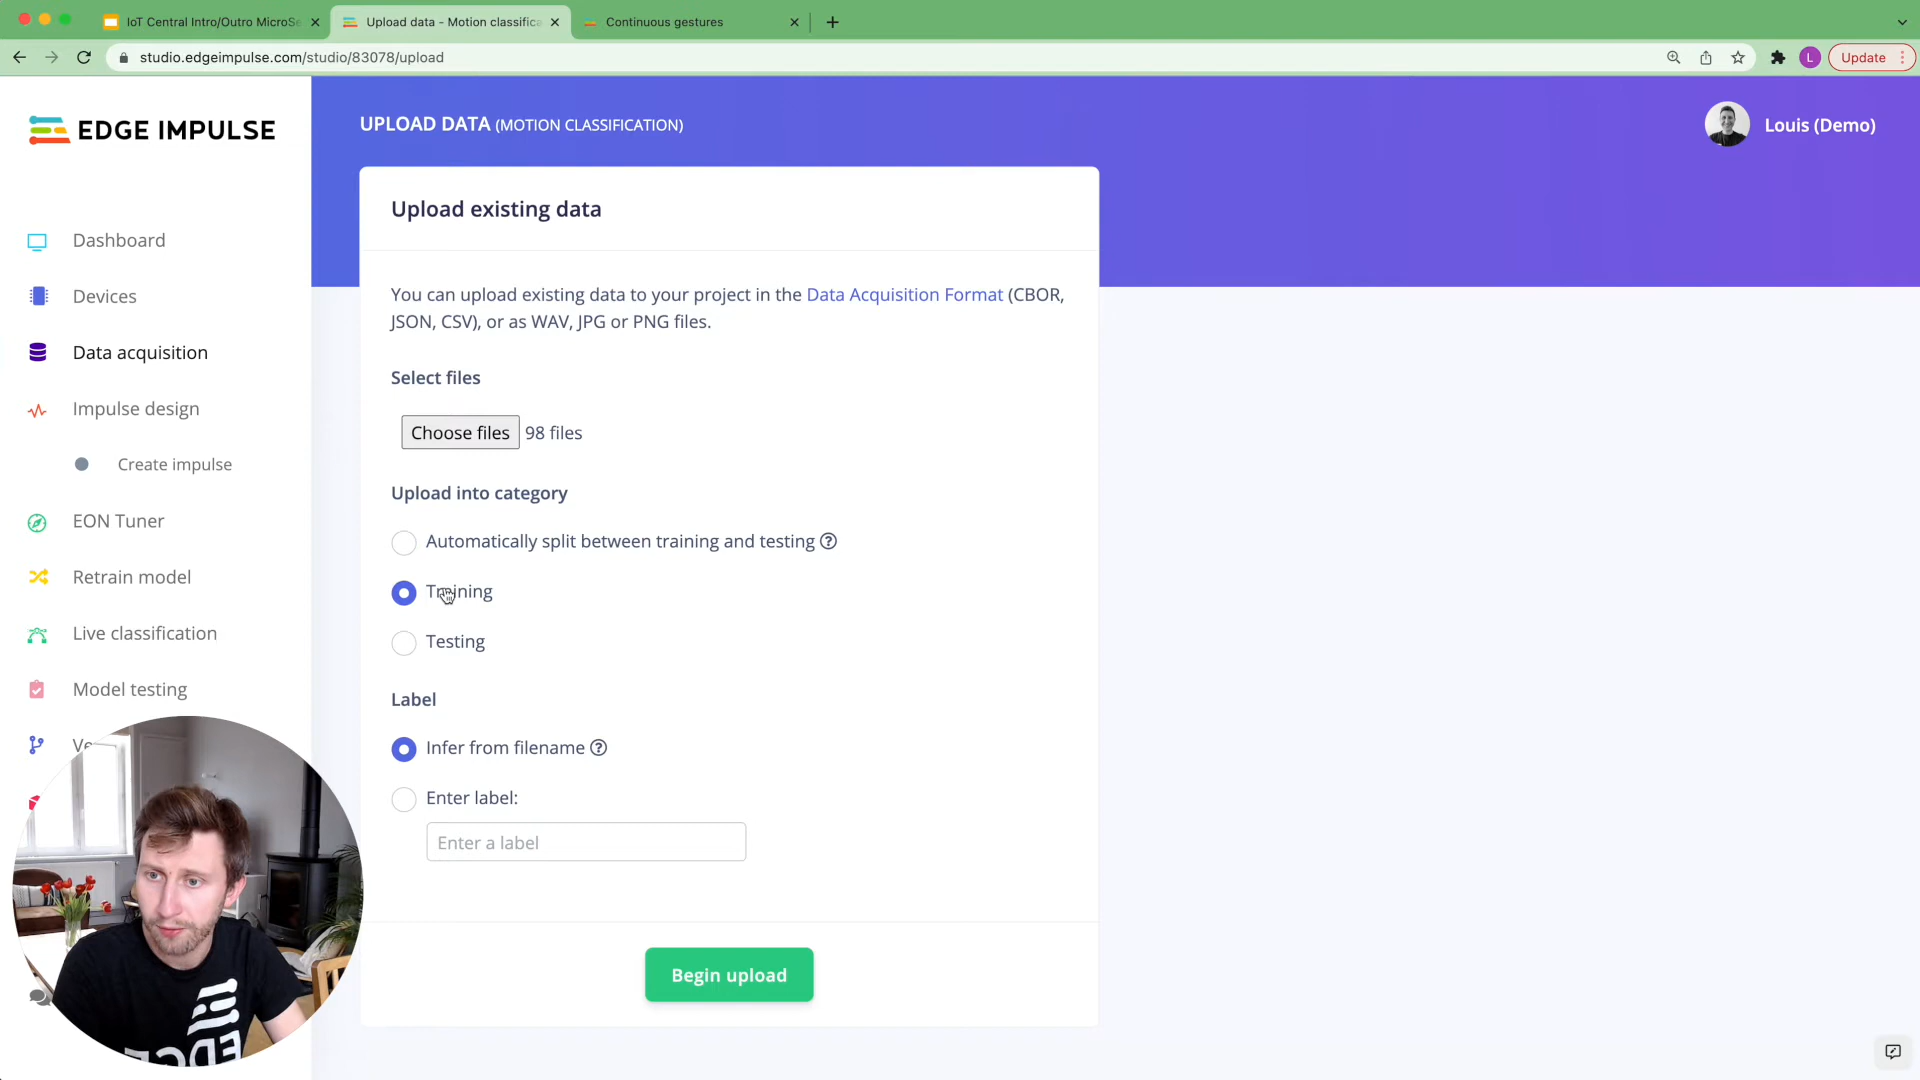 IoT Central Intro/Outro MicroSe
Upload data - Motion classifica
Continuous gestures
studio.edgeimpulse.com/studio/83078/upload
L
Update
EDGE IMPULSE
UPLOAD DATA (MOTION CLASSIFICATION)
Louis (Demo)
Dashboard
Devices
Data acquisition
Impulse design
Create impulse
EON Tuner
Retrain model
Live classification
Model testing
Upload existing data
You can upload existing data to your project in the Data Acquisition Format (CBOR,
JSON, CSV), or as WAV, JPG or PNG files.
Select files
Choose files 98 files
Upload into category
Automatically split between training and testing
Training
Testing
Label
Infer from filename
Enter label:
Enter a label
Begin upload